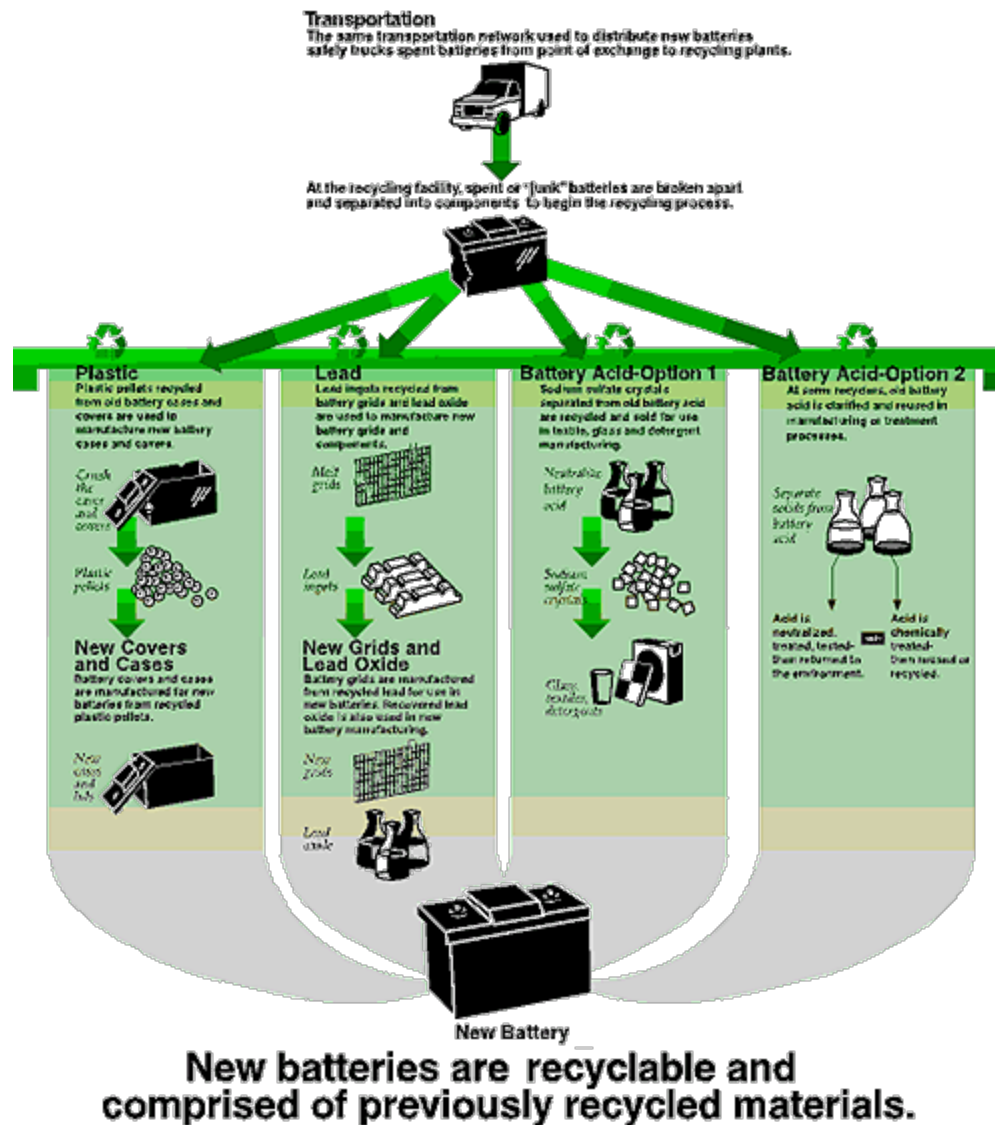 Transportation
The same transportation network used to distribute new batteries
safely trucks spent batteries from point of exchange to recycling plants.
At the recycling facility, spent or "junk" batteries are broken apart
and separated into components to begin the recycling process.
Plastic
Plastic pellets recycled
from old battery cases and
covers are used to
manufacture new battery
cases and covers.
Crush
the
cover
and
covers
Plastic
pellets
New Covers
and Cases
Battery covers and cases
are manufactured for new
batteries from recycled
plastic pellets.
New
cases
and
lids
Lead
Lead ingots recycled from
battery grids and lead oxide
are used to manufacture new
battery grids and
components.
Melt
grids
Lead
ingots
New Grids and
Lead Oxide
Battery grids are manufactured
from recycled lead for use in
new batteries. Recovered lead
oxide is also used in new
battery manufacturing.
New
grids
Lead
oxide
Battery Acid-Option 1
Sodium sulfate crystals
separated from old battery acid
are recycled and sold for use
in textile, glass and detergent
manufacturing.
Neutralize
battery
acid
Sodium
sulfate
crystals
Glass,
textiles,
detergents
Battery Acid-Option 2
At some recyclers, old battery
acid is clarified and reused in
manufacturing or treatment
processes.
Separate
solids from
battery
acid
Acid is
neutralized,
treated, tested-
then returned to
the environment.
Acid is
chemically
treated-
then reused or
recycled.
New Battery
New batteries are recyclable and
comprised of previously recycled materials.